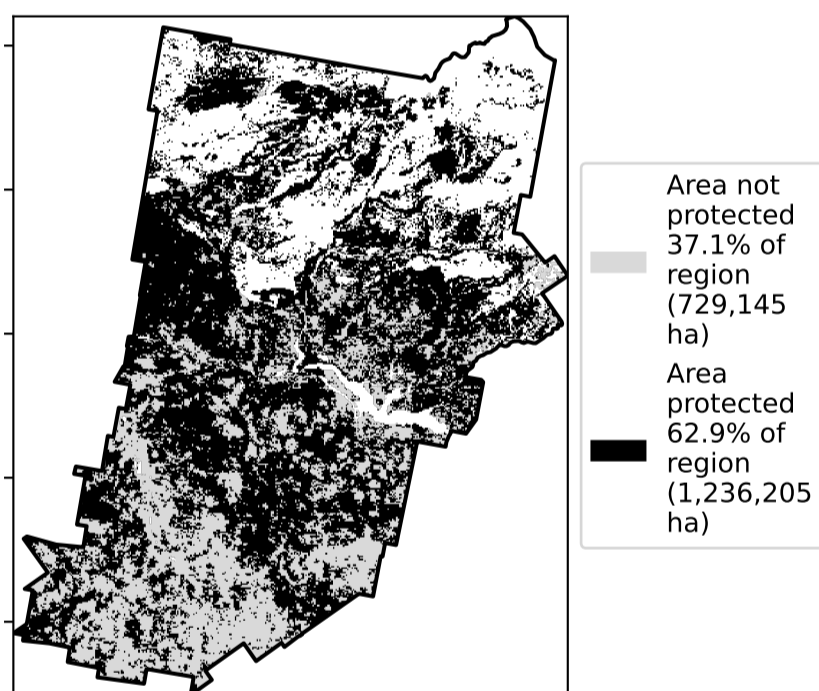 Area not
protected
37.1% of
region
(729,145
ha)
Area
protected
62.9% of
region
(1,236,205
ha)